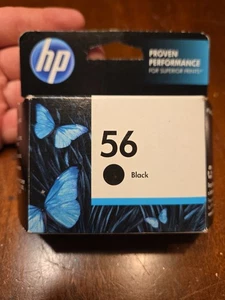 hp
PROVEN
PERFORMANCE
FOR SUPERIOR PRINTS
56
Black